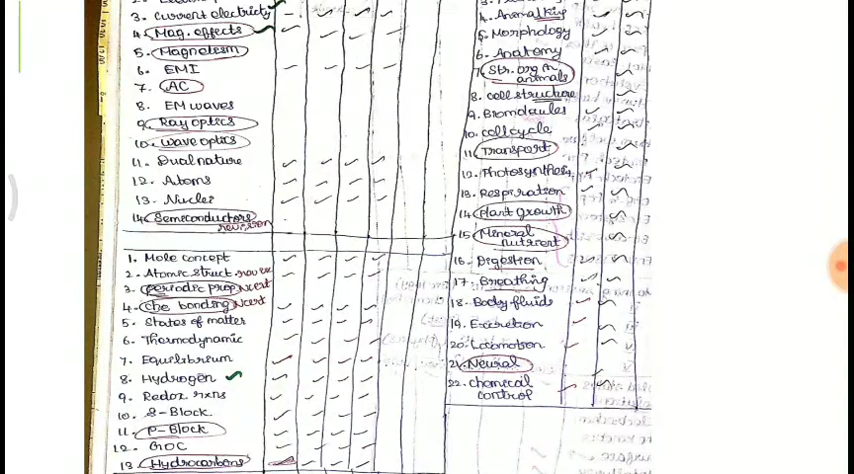 3. Current electricity
4. Mag. effects
5. Magnetism
6. EMI
7. AC
8. EM waves
9. Ray optics
10. wave optics
11. Dual nature
12. Atoms
13. Nuclei
14. Semiconductors
revision
1. Mole concept
2. Atomic struct.
3. periodic prop Ncert
4. che bonding Ncert
5. States of matter
6. Thermodynamic
7. Equilibrium
8. Hydrogen
9. Redox rxns
10. S-Block
11. P-Block
12. GOC
13. Hydrocarbons
4. Animal
5. Morphology
6. Anatomy
7. Str. org in
animals
8. cell structure
9. Biomolecules
10. cell cycle
11. Transport
12. Photosynthesis
13. Respiration
14. Plant growth
15. Mineral
nutrient
16. Digestion
17. Breathing
18. Body fluids
19. Excretion
20. Locomotion
21. Neural
22. chemical
control